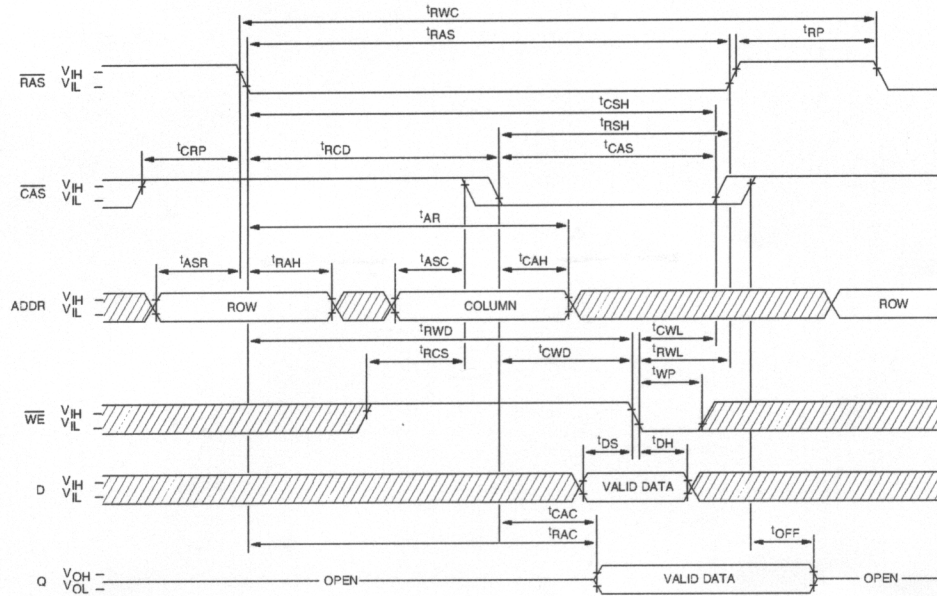 tRWC
tRAS
tRP
RAS
VIH
VIL
tCSH
tRSH
tCRP
tRCD
tCAS
CAS
VIH
VIL
tAR
tASR
tRAH
tASC
tCAH
ADDR
VIH
VIL
ROW
COLUMN
ROW
tRWD
tCWL
tRCS
tCWD
tRWL
tWP
WE
VIH
VIL
tDS
tDH
D
VIH
VIL
VALID DATA
tCAC
tRAC
tOFF
Q
VOH
VOL
OPEN
VALID DATA
OPEN